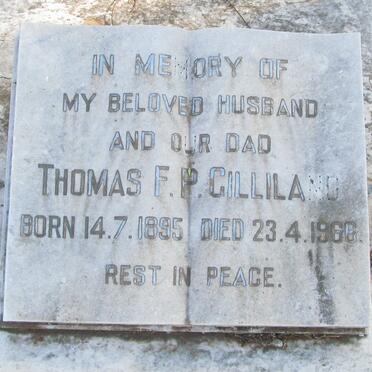 IN MEMORY OF
MY BELOVED HUSBAND
AND OUR DAD
THOMAS F. P. GILLILAND
BORN 14.7.1895 DIED 23.4.
REST IN PEACE.